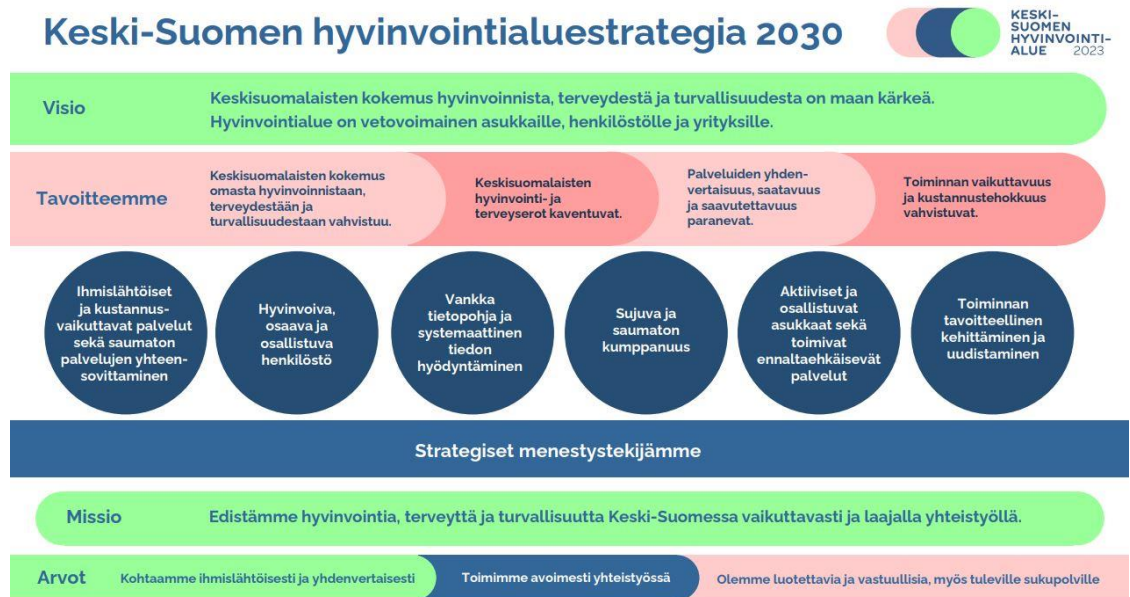 Keski-Suomen hyvinvointialuestrategia 2030
KESKI-
SUOMEN
HYVINVOINTI-
ALUE 2023
Visio
Keskisuomalaisten kokemus hyvinvoinnista, terveydestä ja turvallisuudesta on maan kärkeä.
Hyvinvointialue on vetovoimainen asukkaille, henkilöstölle ja yrityksille.
Tavoitteemme
Keskisuomalaisten kokemus
omasta hyvinvoinnistaan,
terveydestään ja
turvallisuudestaan vahvistuu.
Keskisuomalaisten
hyvinvointi- ja
terveyserot kaventuvat.
Palveluiden yhden-
vertaisuus, saatavuus
ja saavutettavuus
paranevat.
Toiminnan vaikuttavuus
ja kustannustehokkuus
vahvistuvat.
Ihmislähtöiset
ja kustannus-
vaikuttavat palvelut
sekä saumaton
palvelujen yhteen-
sovittaminen
Hyvinvoiva,
osaava ja
osallistuva
henkilöstö
Vankka
tietopohja ja
systemaattinen
tiedon
hyödyntäminen
Sujuva ja
saumaton
kumppanuus
Aktiiviset ja
osallistuvat
asukkaat sekä
toimivat
ennaltaehkäisevät
palvelut
Toiminnan
tavoitteellinen
kehittäminen ja
uudistaminen
Strategiset menestystekijämme
Missio
Edistämme hyvinvointia, terveyttä ja turvallisuutta Keski-Suomessa vaikuttavasti ja laajalla yhteistyöllä.
Arvot
Kohtaamme ihmislähtöisesti ja yhdenvertaisesti
Toimimme avoimesti yhteistyössä
Olemme luotettavia ja vastuullisia, myös tuleville sukupolville